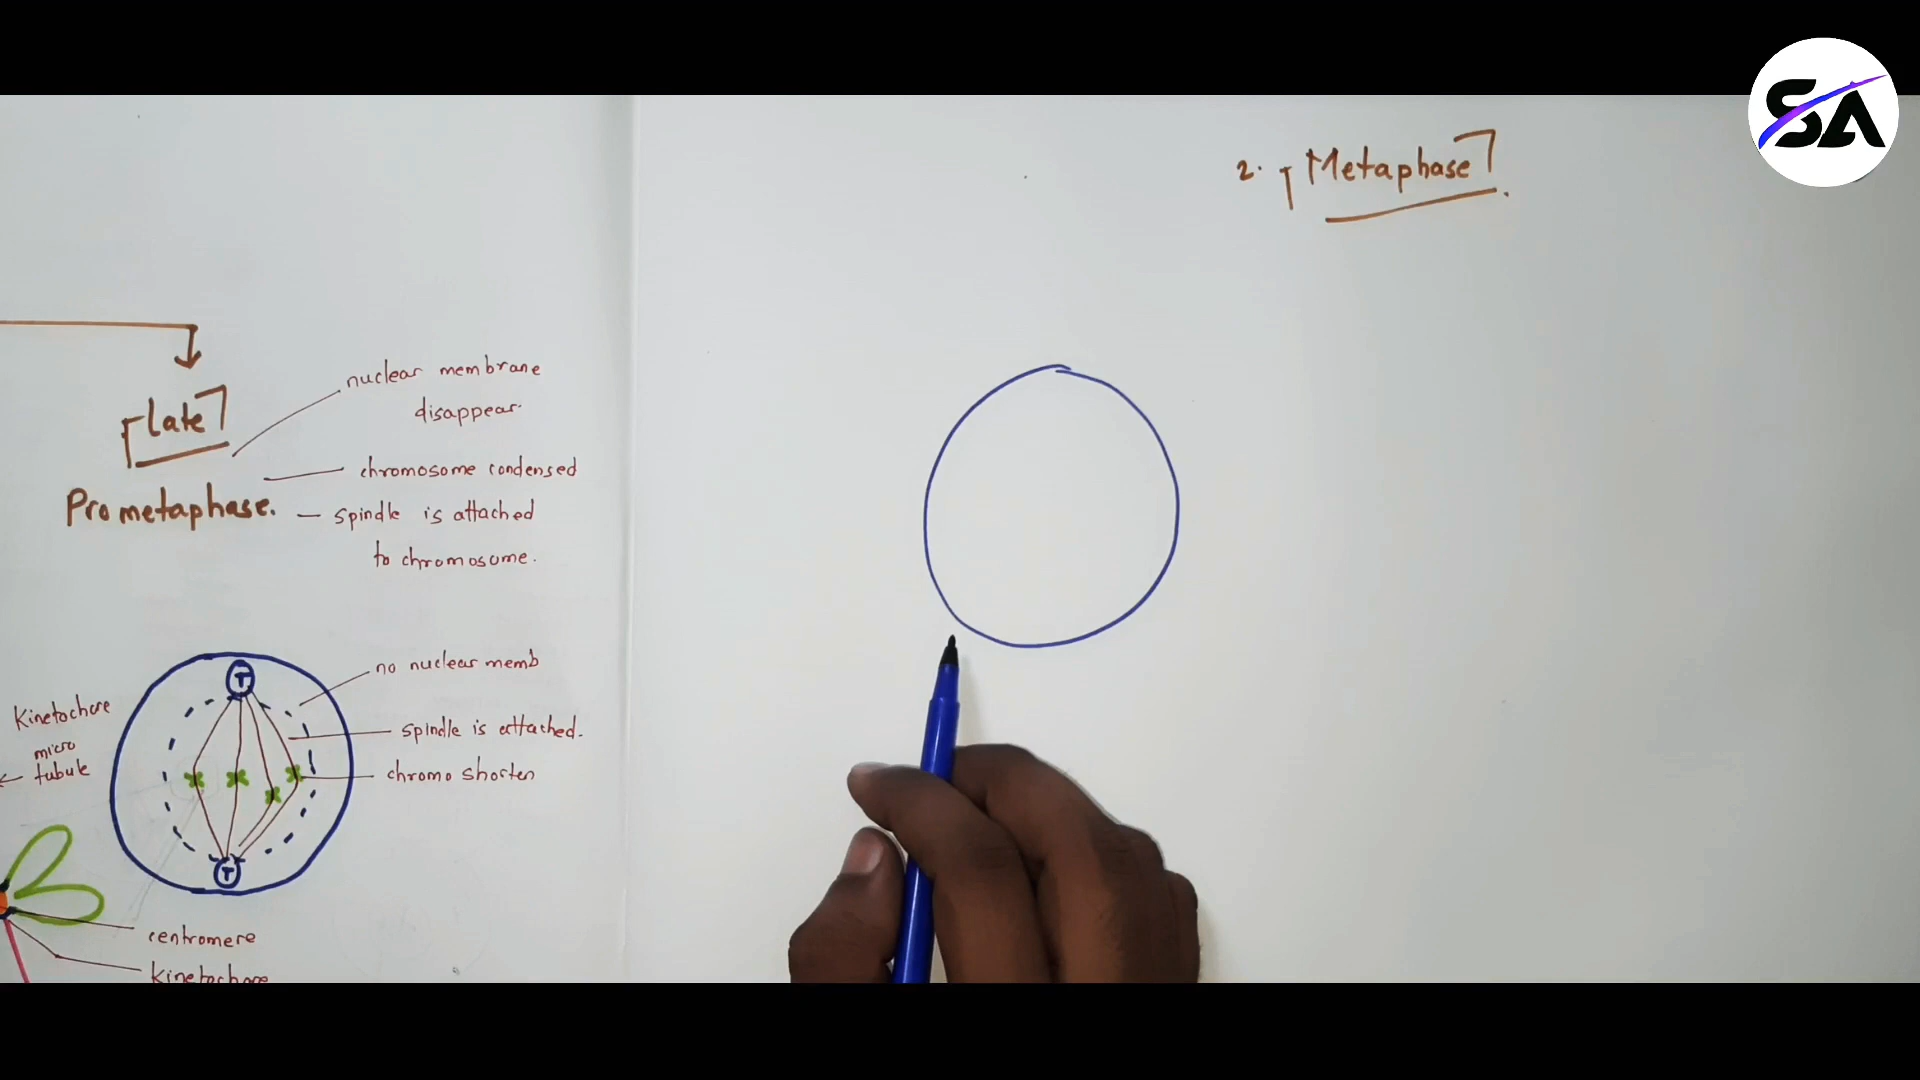 SA
2. Metaphase.
Late
Prometaphase.
nuclear membrane
disappear.
chromosome condensed
spindle is attached
to chromosome.
T
T
no nuclear memb
spindle is attached.
chromo shorten
Kinetochore
micro
tubule
centromere
kinetochore